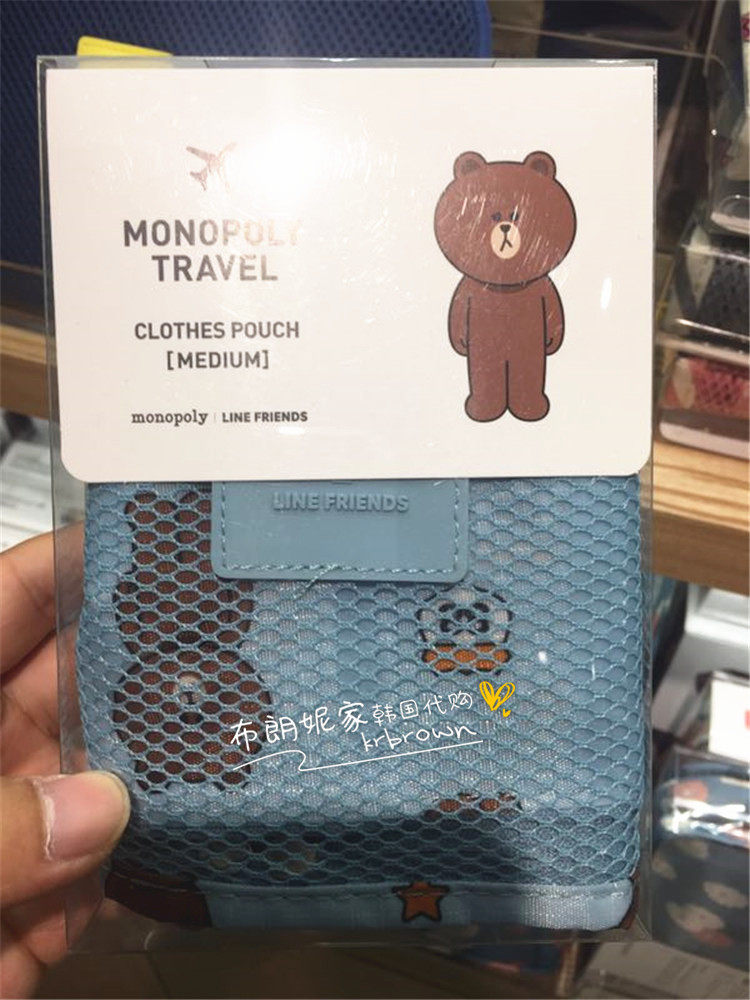 MONOPOLY
TRAVEL
CLOTHES POUCH
[MEDIUM]
monopoly | LINE FRIENDS
LINE FRIENDS
布朗妮家韩国代购
krbrown